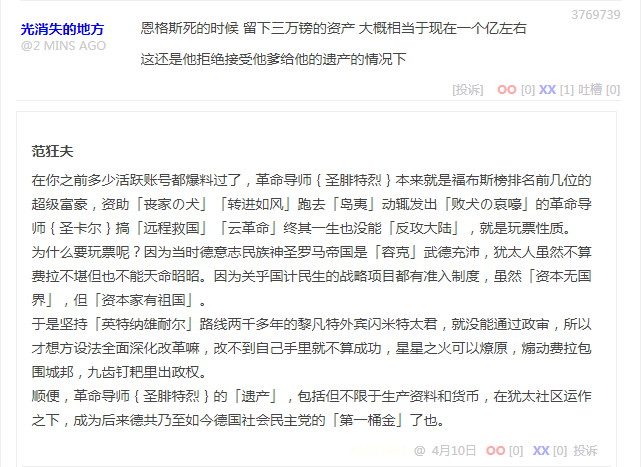 3769739
光消失的地方
@2 MINS AGO
恩格斯死的时候 留下三万镑的资产 大概相当于现在一个亿左右
这还是他拒绝接受他爹给他的遗产的情况下
[投诉] OO [0] XX [1] 吐槽 [0]
范狂夫
在你之前多少活跃账号都爆料过了，革命导师｛圣腓特烈｝本来就是福布斯榜排名前几位的
超级富豪，资助「丧家の犬」「转进如风」跑去「岛夷」动辄发出「败犬の哀嚎」的革命导
师｛圣卡尔｝搞「远程救国」「云革命」终其一生也没能「反攻大陆」，就是玩票性质。
为什么要玩票呢？因为当时德意志民族神圣罗马帝国是「容克」武德充沛，犹太人虽然不算
费拉不堪但也不能天命昭昭。因为关乎国计民生的战略项目都有准入制度，虽然「资本无国
界」，但「资本家有祖国」。
于是坚持「英特纳雄耐尔」路线两千多年的黎凡特外宾闪米特太君，就没能通过政审，所以
才想方设法全面深化改革嘛，改不到自己手里就不算成功，星星之火可以燎原，煽动费拉包
围城邦，九齿钉耙里出政权。
顺便，革命导师｛圣腓特烈｝的「遗产」，包括但不限于生产资料和货币，在犹太社区运作
之下，成为后来德共乃至如今德国社会民主党的「第一桶金」了也。
@ 4月10日 OO [0] XX [0] 投诉